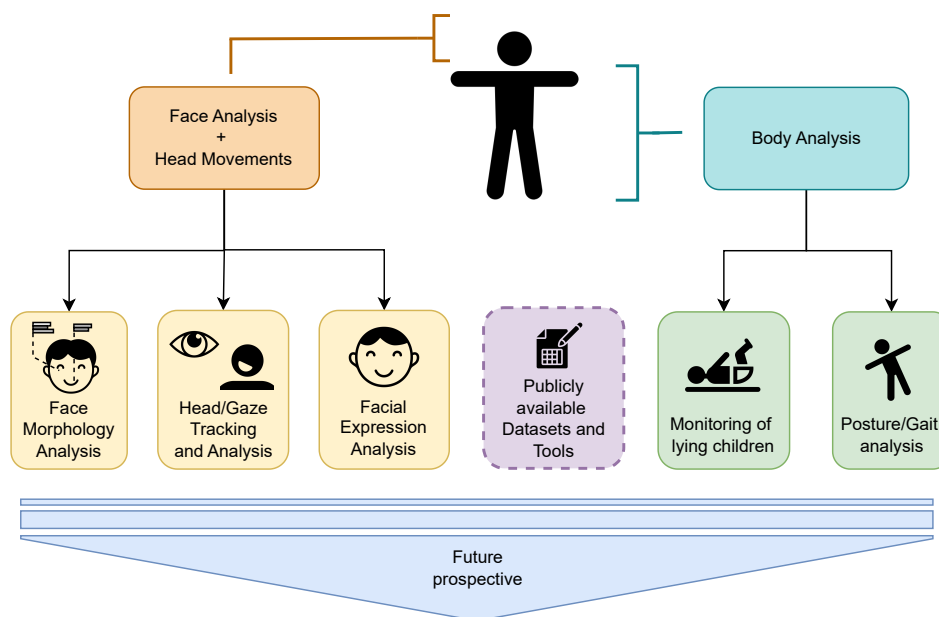 Face Analysis
+
Head Movements
Body Analysis
Face
Morphology
Analysis
Head/Gaze
Tracking
and Analysis
Facial
Expression
Analysis
Publicly
available
Datasets and
Tools
Monitoring of
lying children
Posture/Gait
analysis
Future
prospective